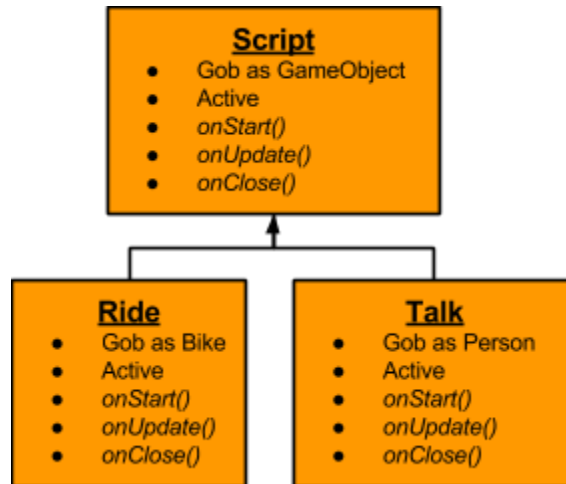 Script
● Gob as GameObject
● Active
● onStart()
● onUpdate()
● onClose()
Ride
● Gob as Bike
● Active
● onStart()
● onUpdate()
● onClose()
Talk
● Gob as Person
● Active
● onStart()
● onUpdate()
● onClose()